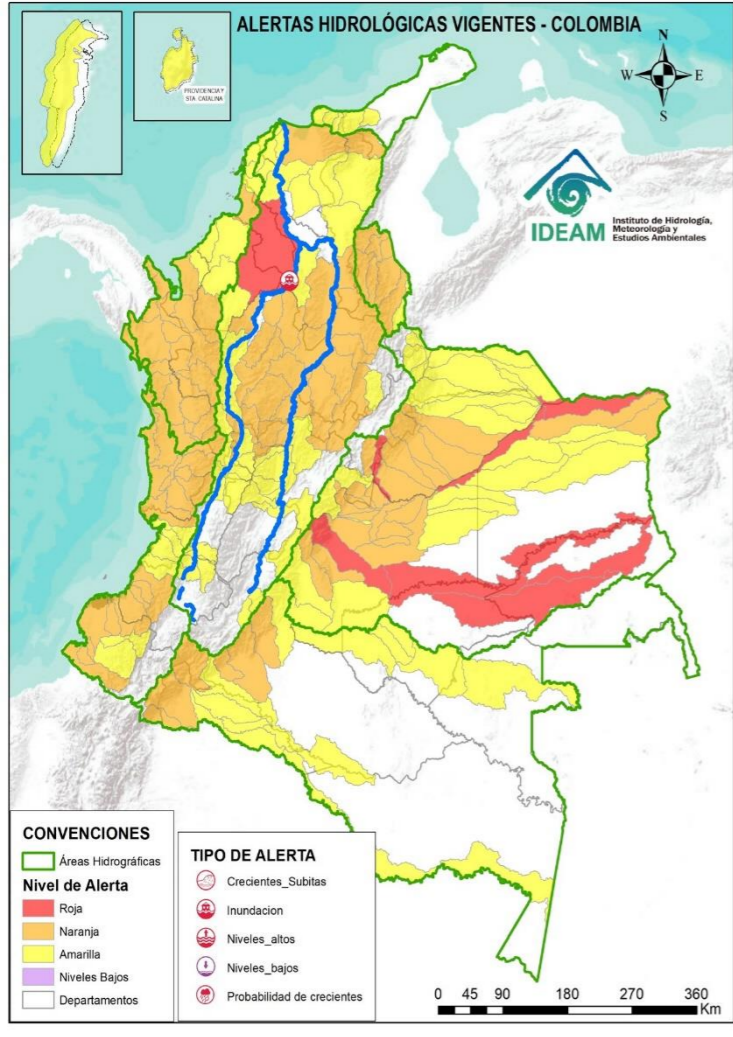 ALERTAS HIDROLÓGICAS VIGENTES - COLOMBIA
N
W
E
S
PROVIDENCIA Y
STA. CATALINA
IDEAM
Instituto de Hidrología,
Meteorología y
Estudios Ambientales
CONVENCIONES
Áreas Hidrográficas
Nivel de Alerta
Roja
Naranja
Amarilla
Niveles Bajos
Departamentos
TIPO DE ALERTA
Crecientes_Subitas
Inundacion
Niveles_altos
Niveles_bajos
Probabilidad de crecientes
0 45 90 180 270 360
Km